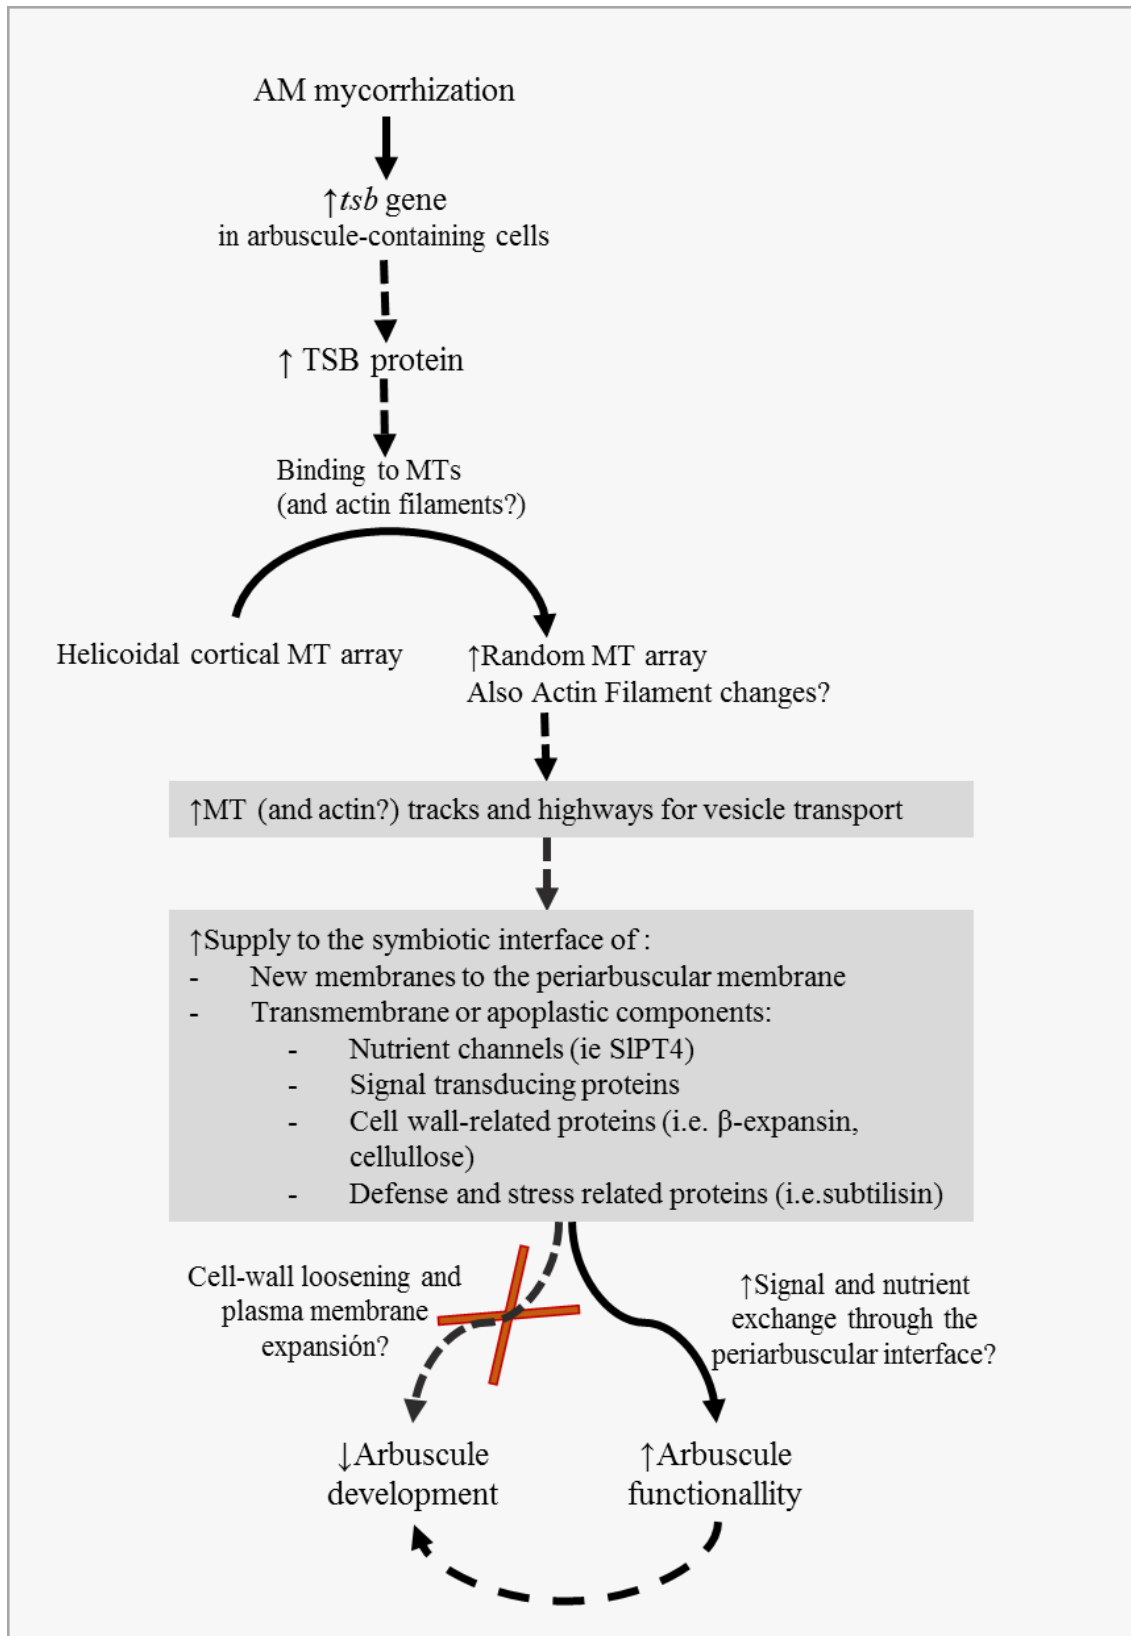 AM mycorrhization
↑tsb gene
in arbuscule-containing cells
↑ TSB protein
Binding to MTs
(and actin filaments?)
Helicoidal cortical MT array
↑Random MT array
Also Actin Filament changes?
↑MT (and actin?) tracks and highways for vesicle transport
↑Supply to the symbiotic interface of :
- New membranes to the periarbuscular membrane
- Transmembrane or apoplastic components:
- Nutrient channels (ie SlPT4)
- Signal transducing proteins
- Cell wall-related proteins (i.e. β-expansin,
cellullose)
- Defense and stress related proteins (i.e.subtilisin)
Cell-wall loosening and
plasma membrane
expansión?
↑Signal and nutrient
exchange through the
periarbuscular interface?
↓Arbuscule
development
↑Arbuscule
functionallity